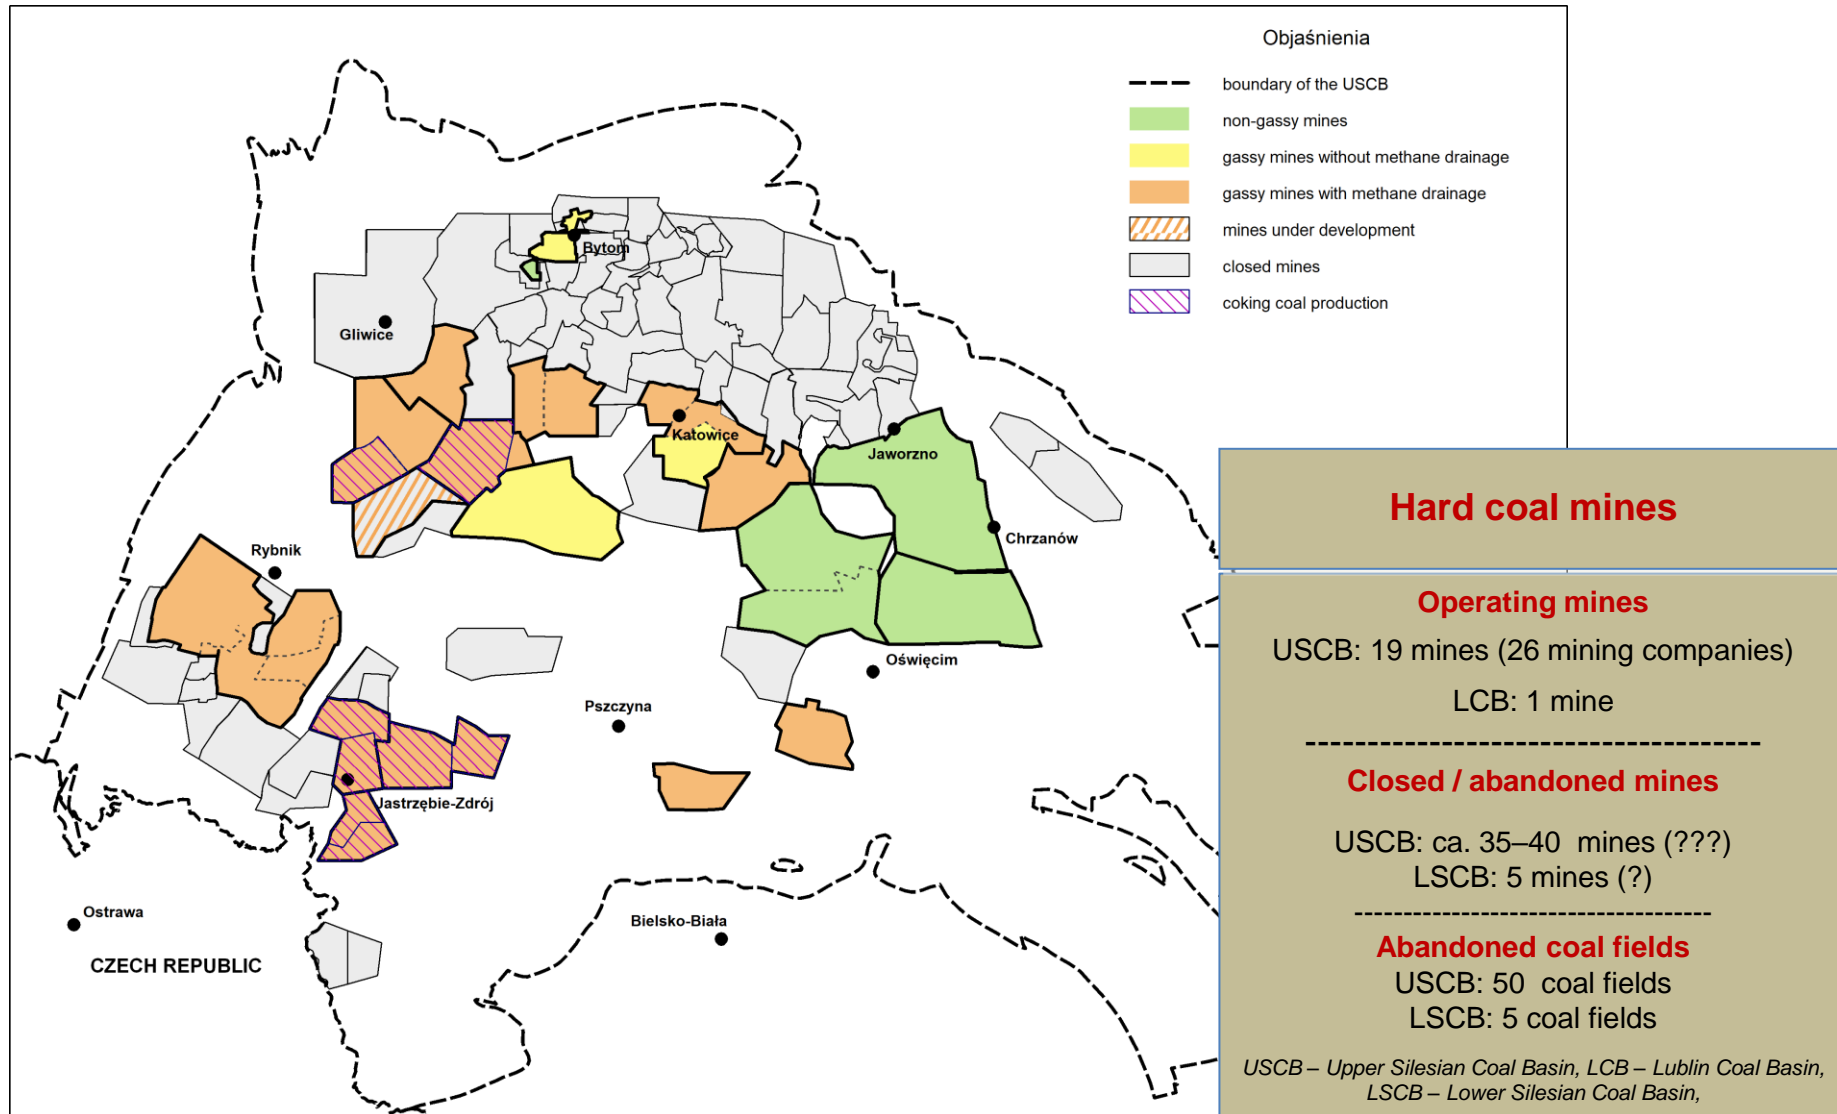 Objaśnienia
boundary of the USCB
non-gassy mines
gassy mines without methane drainage
gassy mines with methane drainage
mines under development
closed mines
coking coal production
Bytom
Gliwice
Katowice
Jaworzno
Chrzanów
Rybnik
Oświęcim
Pszczyna
Jastrzębie-Zdrój
Ostrawa
Bielsko-Biała
CZECH REPUBLIC
Hard coal mines
Operating mines
USCB: 19 mines (26 mining companies)
LCB: 1 mine
Closed / abandoned mines
USCB: ca. 35–40 mines (???)
LSCB: 5 mines (?)
Abandoned coal fields
USCB: 50 coal fields
LSCB: 5 coal fields
USCB – Upper Silesian Coal Basin, LCB – Lublin Coal Basin,
LSCB – Lower Silesian Coal Basin,